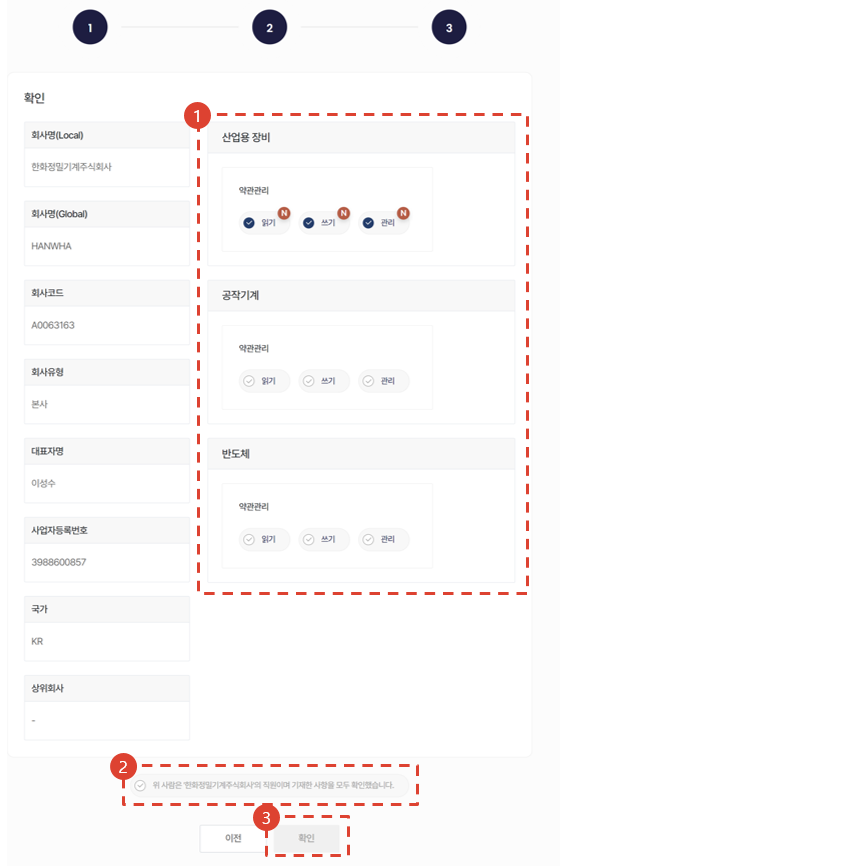 1
2
3
확인
회사명(Local)
한화정밀기계주식회사
회사명(Global)
HANWHA
회사코드
A0063163
회사유형
본사
대표자명
이성수
사업자등록번호
3988600857
국가
KR
상위회사
-
1
산업용 장비
약관관리
읽기 N 쓰기 N 관리 N
공작기계
약관관리
읽기 쓰기 관리
반도체
약관관리
읽기 쓰기 관리
2
위 사람은 '한화정밀기계주식회사'의 직원이며 기재한 사항을 모두 확인했습니다.
이전
3
확인